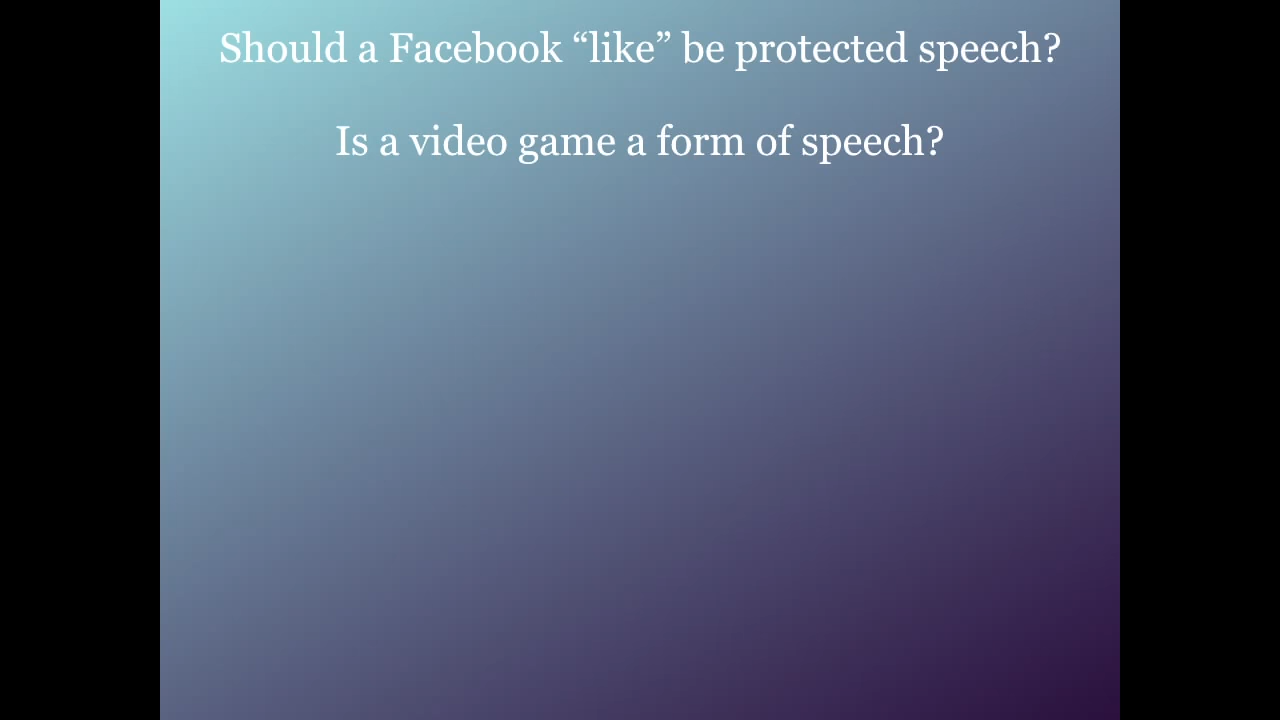 Should a Facebook “like” be protected speech?
Is a video game a form of speech?